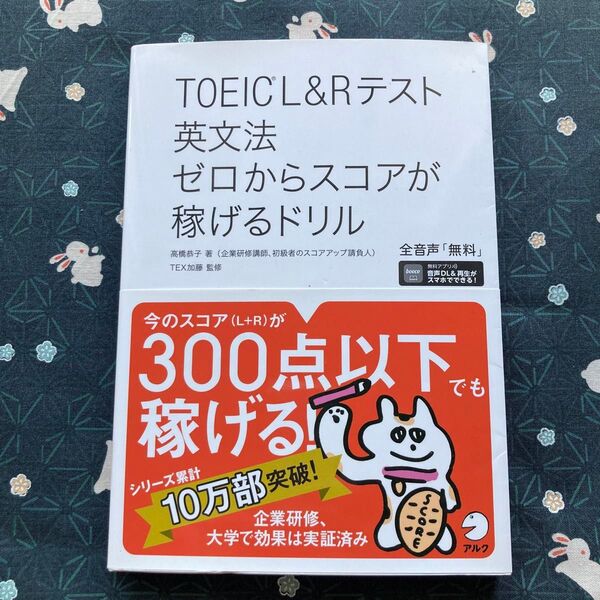 TOEIC® L&Rテスト
英文法
ゼロからスコアが
稼げるドリル
高橋恭子 著（企業研修講師、初級者のスコアアップ請負人）
TEX加藤 監修
全音声「無料」
booco
無料アプリ対応
音声DL&再生が
スマホでできる！
今のスコア（L+R）が
300点以下でも
稼げる！
シリーズ累計
10万部突破！
企業研修、
大学で効果は実証済み
SCORE
アルク